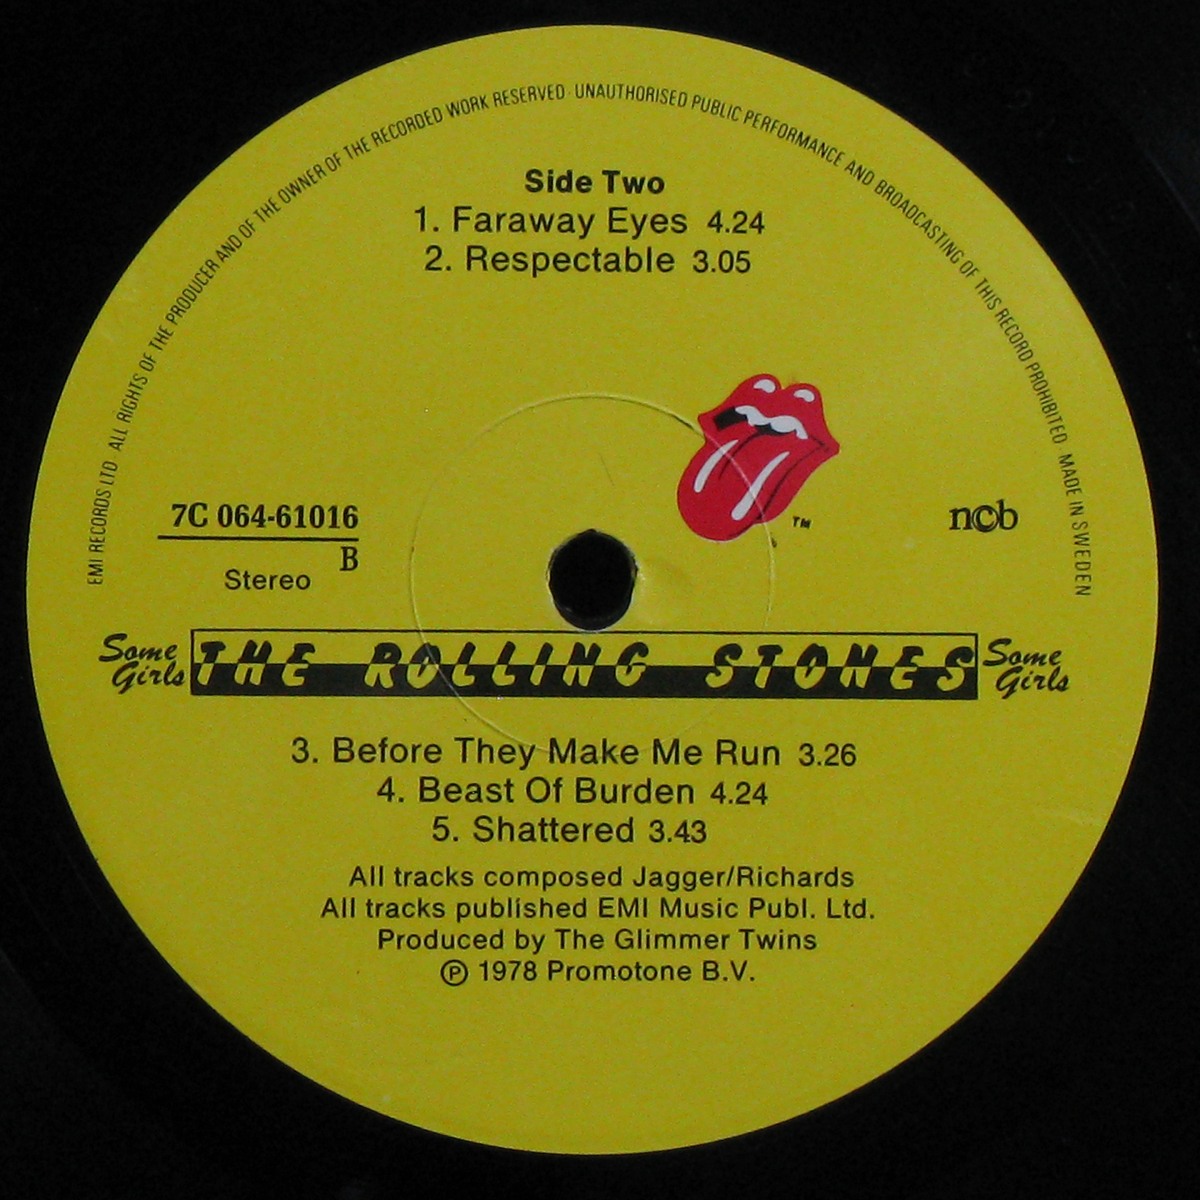 EMI RECORDS LTD ALL RIGHTS OF THE PRODUCER AND OF THE OWNER OF THE RECORDED WORK RESERVED · UNAUTHORISED PUBLIC PERFORMANCE AND BROADCASTING OF THIS RECORD PROHIBITED MADE IN SWEDEN
Side Two
1. Faraway Eyes 4.24
2. Respectable 3.05
TM
7C 064-61016
B
Stereo
ncb
Some Girls
THE ROLLING STONES
Some Girls
3. Before They Make Me Run 3.26
4. Beast Of Burden 4.24
5. Shattered 3.43
All tracks composed Jagger/Richards
All tracks published EMI Music Publ. Ltd.
Produced by The Glimmer Twins
℗ 1978 Promotone B.V.